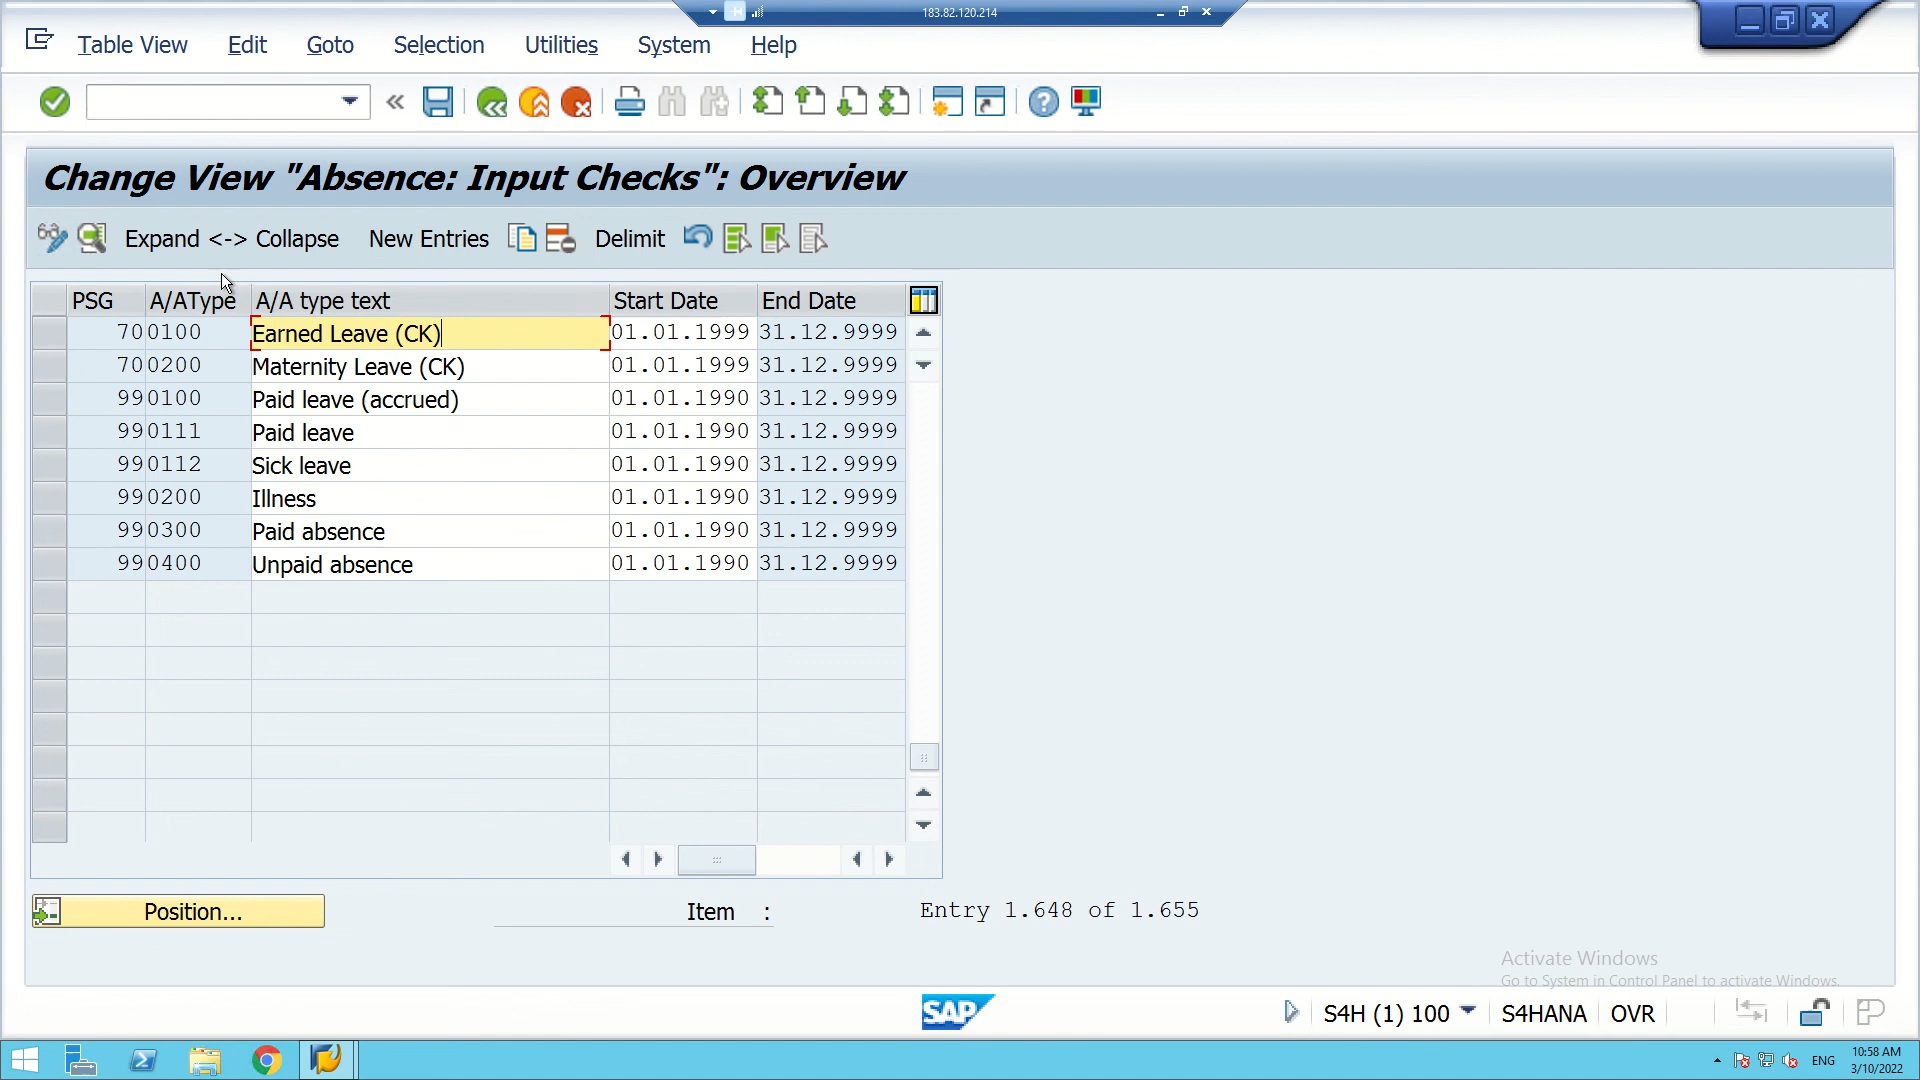 183.82.120.214
Table View Edit Goto Selection Utilities System Help
Change View "Absence: Input Checks": Overview
Expand <-> Collapse New Entries Delimit
PSG A/AType A/A type text Start Date End Date
70 0100 Earned Leave (CK) 01.01.1999 31.12.9999
70 0200 Maternity Leave (CK) 01.01.1999 31.12.9999
99 0100 Paid leave (accrued) 01.01.1990 31.12.9999
99 0111 Paid leave 01.01.1990 31.12.9999
99 0112 Sick leave 01.01.1990 31.12.9999
99 0200 Illness 01.01.1990 31.12.9999
99 0300 Paid absence 01.01.1990 31.12.9999
99 0400 Unpaid absence 01.01.1990 31.12.9999
Position... Item : Entry 1.648 of 1.655
Activate Windows
Go to System in Control Panel to activate Windows.
SAP S4H (1) 100 S4HANA OVR
ENG 10:58 AM
3/10/2022